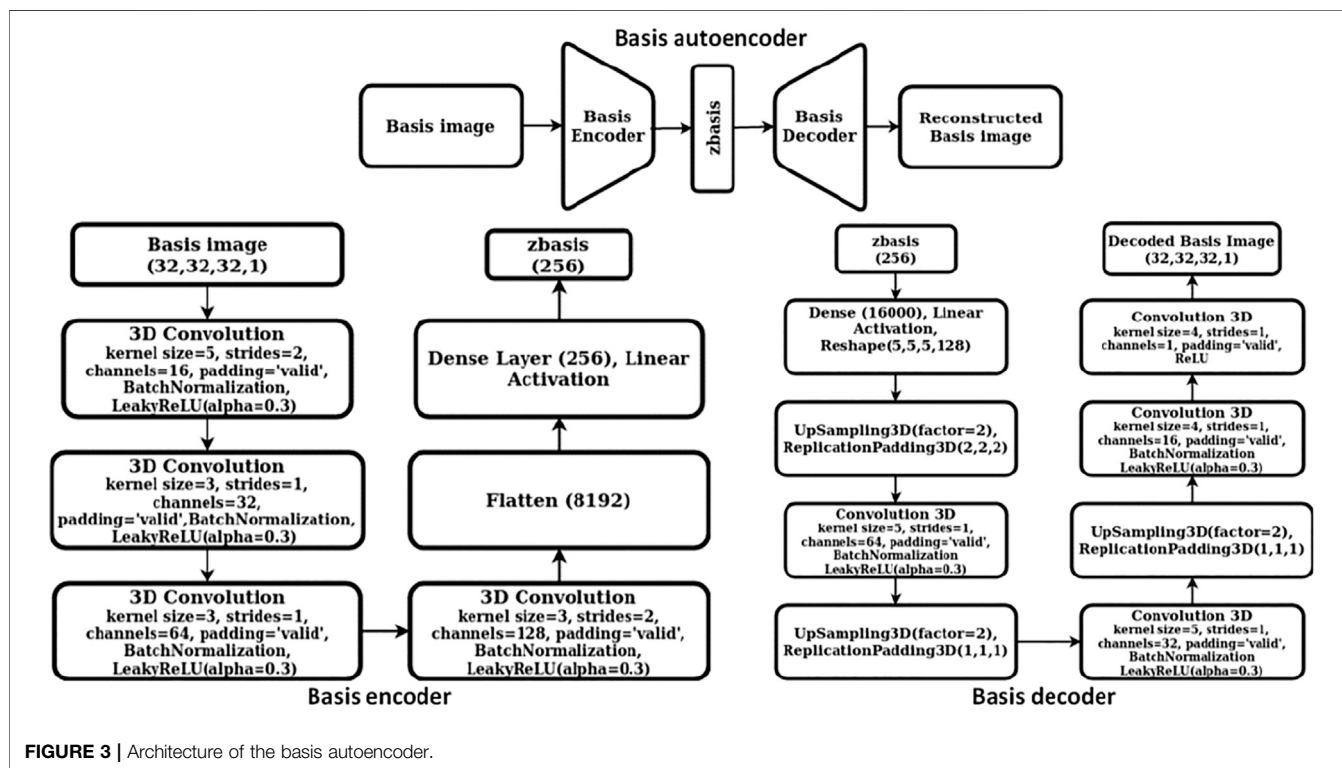 Basis autoencoder
Basis image
Basis
Encoder
zbasis
Basis
Decoder
Reconstructed
Basis image
Basis image
(32,32,32,1)
3D Convolution
kernel size=5, strides=2,
channels=16, padding='valid',
BatchNormalization,
LeakyReLU(alpha=0.3)
3D Convolution
kernel size=3, strides=1,
channels=32,
padding='valid',BatchNormalization,
LeakyReLU(alpha=0.3)
3D Convolution
kernel size=3, strides=1,
channels=64, padding='valid',
BatchNormalization,
LeakyReLU(alpha=0.3)
3D Convolution
kernel size=3, strides=2,
channels=128, padding='valid',
BatchNormalization,
LeakyReLU(alpha=0.3)
Flatten (8192)
Dense Layer (256), Linear
Activation
zbasis
(256)
Basis encoder
zbasis
(256)
Dense (16000), Linear
Activation,
Reshape(5,5,5,128)
UpSampling3D(factor=2),
ReplicationPadding3D(2,2,2)
Convolution 3D
kernel size=5, strides=1,
channels=64, padding='valid',
BatchNormalization
LeakyReLU(alpha=0.3)
UpSampling3D(factor=2),
ReplicationPadding3D(1,1,1)
Convolution 3D
kernel size=5, strides=1,
channels=32, padding='valid',
BatchNormalization
LeakyReLU(alpha=0.3)
UpSampling3D(factor=2),
ReplicationPadding3D(1,1,1)
Convolution 3D
kernel size=4, strides=1,
channels=16, padding='valid',
BatchNormalization
LeakyReLU(alpha=0.3)
Convolution 3D
kernel size=4, strides=1,
channels=1, padding='valid',
ReLU
Decoded Basis Image
(32,32,32,1)
Basis decoder
FIGURE 3 | Architecture of the basis autoencoder.